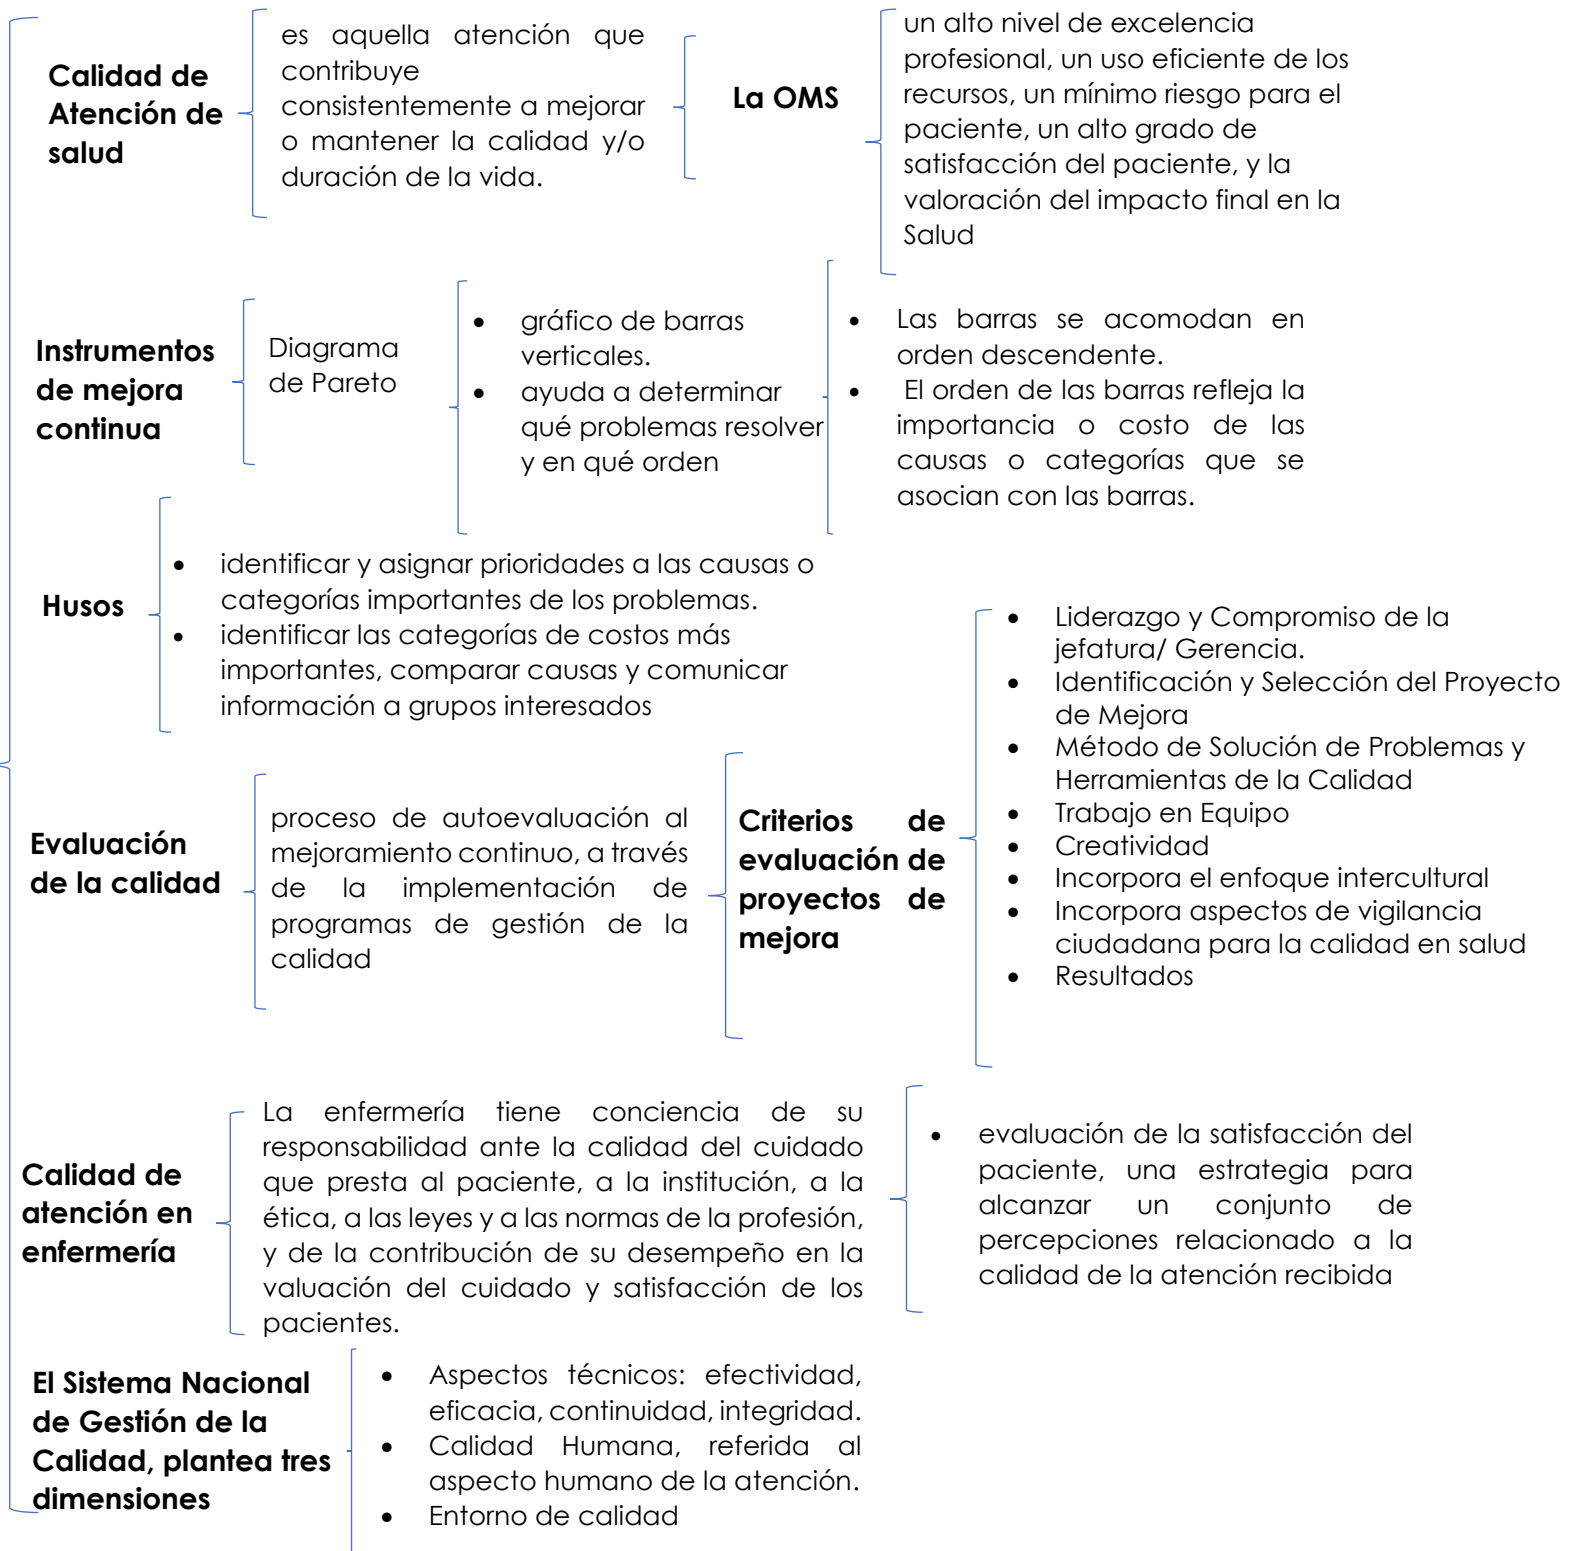 Calidad de
Atención de
salud
es aquella atención que
contribuye
consistentemente a mejorar
o mantener la calidad y/o
duración de la vida.
La OMS
un alto nivel de excelencia
profesional, un uso eficiente de los
recursos, un mínimo riesgo para el
paciente, un alto grado de
satisfacción del paciente, y la
valoración del impacto final en la
Salud
Instrumentos
de mejora
continua
Diagrama
de Pareto
• gráfico de barras
verticales.
• ayuda a determinar
qué problemas resolver
y en qué orden
• Las barras se acomodan en
orden descendente.
• El orden de las barras refleja la
importancia o costo de las
causas o categorías que se
asocian con las barras.
Husos
• identificar y asignar prioridades a las causas o
categorías importantes de los problemas.
• identificar las categorías de costos más
importantes, comparar causas y comunicar
información a grupos interesados
Evaluación
de la calidad
proceso de autoevaluación al
mejoramiento continuo, a través
de la implementación de
programas de gestión de la
calidad
Criterios de
evaluación de
proyectos de
mejora
• Liderazgo y Compromiso de la
jefatura/ Gerencia.
• Identificación y Selección del Proyecto
de Mejora
• Método de Solución de Problemas y
Herramientas de la Calidad
• Trabajo en Equipo
• Creatividad
• Incorpora el enfoque intercultural
• Incorpora aspectos de vigilancia
ciudadana para la calidad en salud
• Resultados
Calidad de
atención en
enfermería
La enfermería tiene conciencia de su
responsabilidad ante la calidad del cuidado
que presta al paciente, a la institución, a la
ética, a las leyes y a las normas de la profesión,
y de la contribución de su desempeño en la
valuación del cuidado y satisfacción de los
pacientes.
• evaluación de la satisfacción del
paciente, una estrategia para
alcanzar un conjunto de
percepciones relacionado a la
calidad de la atención recibida
El Sistema Nacional
de Gestión de la
Calidad, plantea tres
dimensiones
• Aspectos técnicos: efectividad,
eficacia, continuidad, integridad.
• Calidad Humana, referida al
aspecto humano de la atención.
• Entorno de calidad